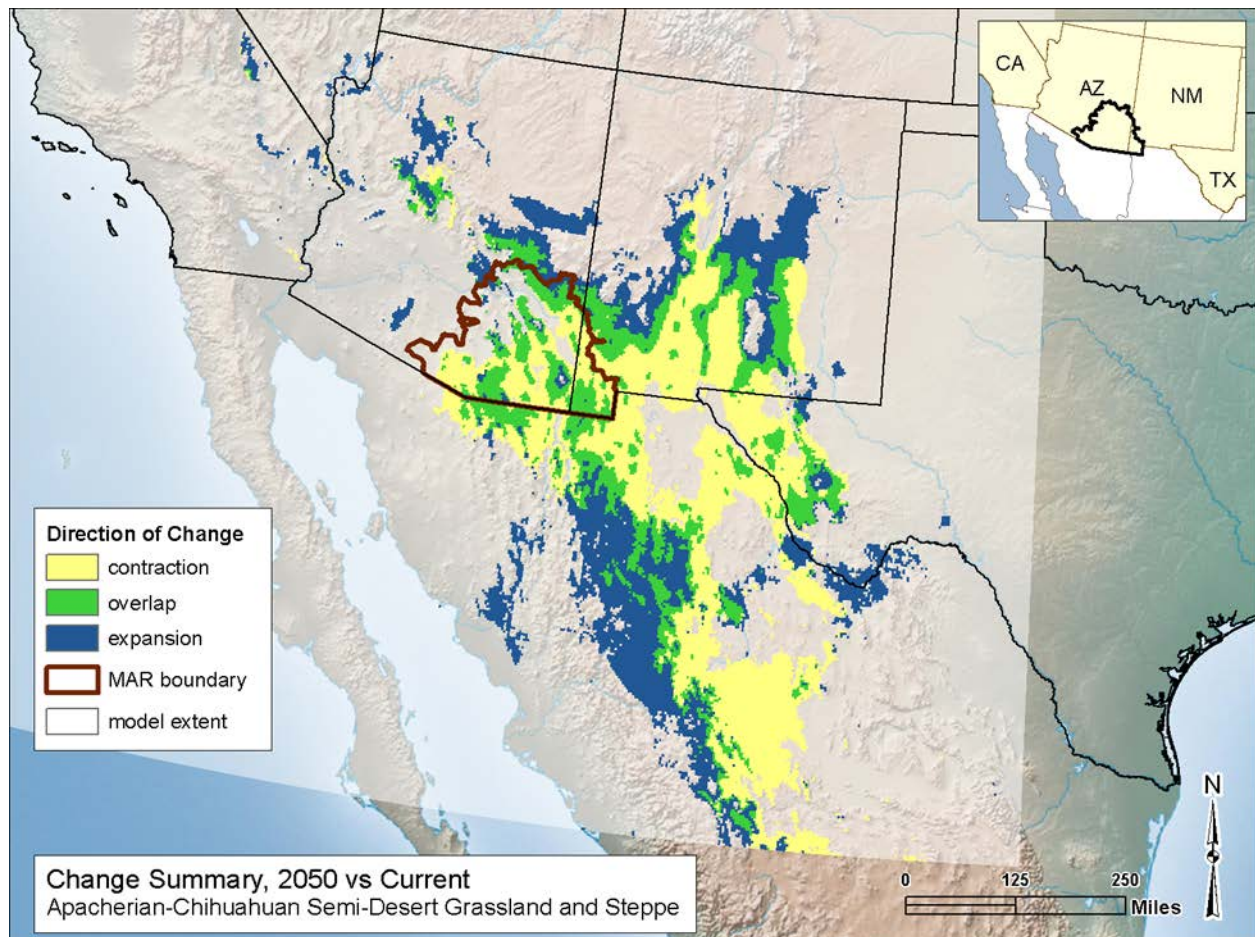 CA
AZ
NM
TX
Direction of Change
contraction
overlap
expansion
MAR boundary
model extent
N
Change Summary, 2050 vs Current
Apacherian-Chihuahuan Semi-Desert Grassland and Steppe
0 125 250
Miles